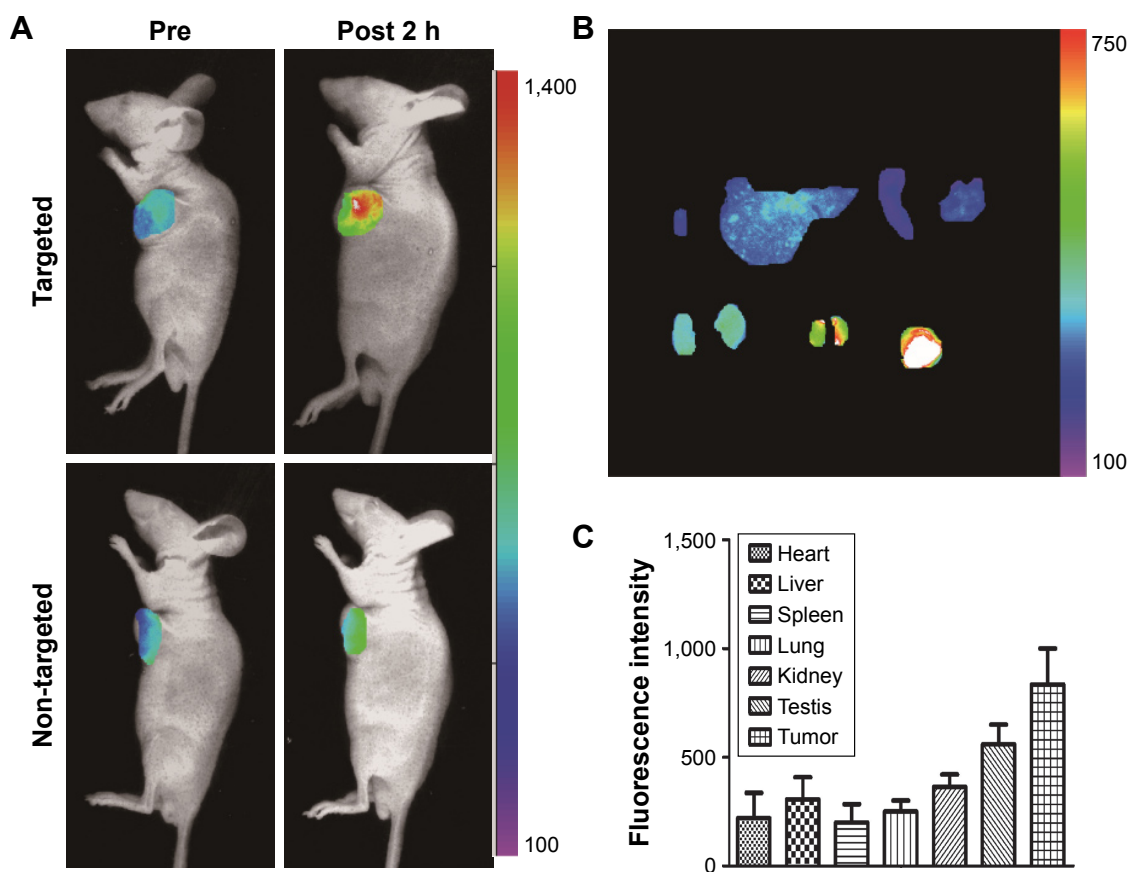 A
Pre
Post 2 h
Targeted
Non-targeted
1,400
100
B
750
100
C
Fluorescence intensity
1,500
1,000
500
0
Heart
Liver
Spleen
Lung
Kidney
Testis
Tumor